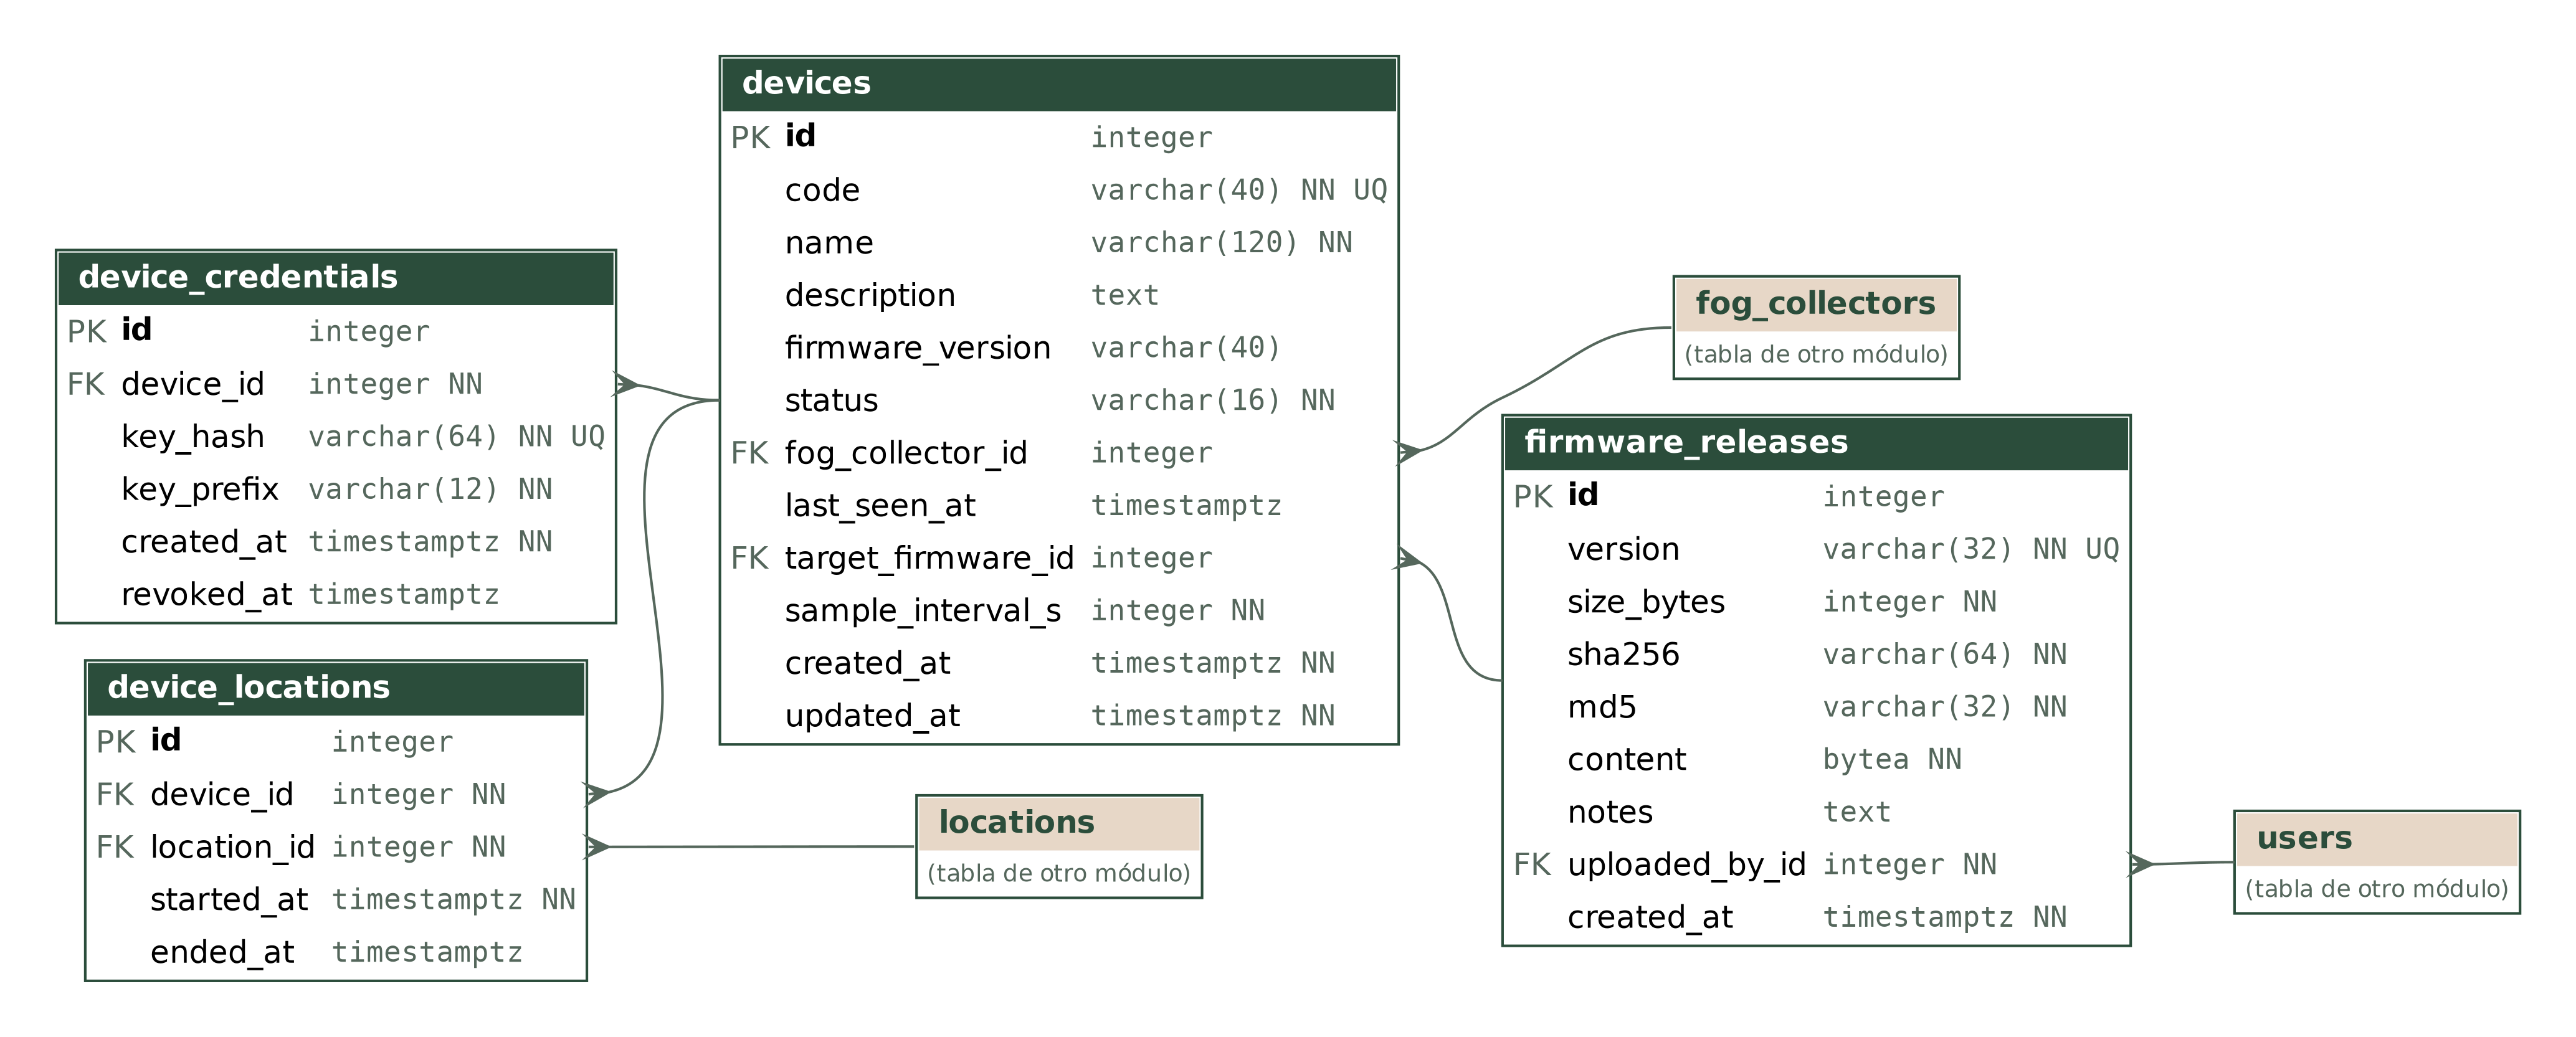 devices
PK id integer
code varchar(40) NN UQ
name varchar(120) NN
description text
firmware_version varchar(40)
status varchar(16) NN
FK fog_collector_id integer
last_seen_at timestamptz
FK target_firmware_id integer
sample_interval_s integer NN
created_at timestamptz NN
updated_at timestamptz NN
device_credentials
PK id integer
FK device_id integer NN
key_hash varchar(64) NN UQ
key_prefix varchar(12) NN
created_at timestamptz NN
revoked_at timestamptz
device_locations
PK id integer
FK device_id integer NN
FK location_id integer NN
started_at timestamptz NN
ended_at timestamptz
locations
(tabla de otro módulo)
fog_collectors
(tabla de otro módulo)
firmware_releases
PK id integer
version varchar(32) NN UQ
size_bytes integer NN
sha256 varchar(64) NN
md5 varchar(32) NN
content bytea NN
notes text
FK uploaded_by_id integer NN
created_at timestamptz NN
users
(tabla de otro módulo)